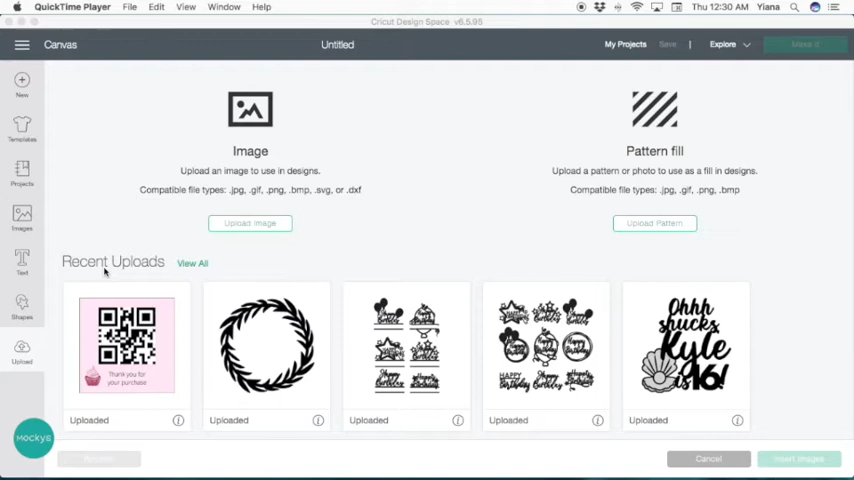 QuickTime Player File Edit View Window Help Thu 12:30 AM Yiana
Cricut Design Space v6.5.95
Canvas Untitled My Projects Save | Explore Make It
New
Templates
Projects
Images
Text
Shapes
Upload
Image
Upload an image to use in designs.
Compatible file types: .jpg, .gif, .png, .bmp, .svg, or .dxf
Upload Image
Pattern fill
Upload a pattern or photo to use as a fill in designs.
Compatible file types: .jpg, .gif, .png, .bmp
Upload Pattern
Recent Uploads View All
Thank you for
your purchase
HAPPY
Birthday
Ohhh
shucks,
Kyle
is 16!
Uploaded Uploaded Uploaded Uploaded Uploaded
MOCKYS
Cancel Insert Images